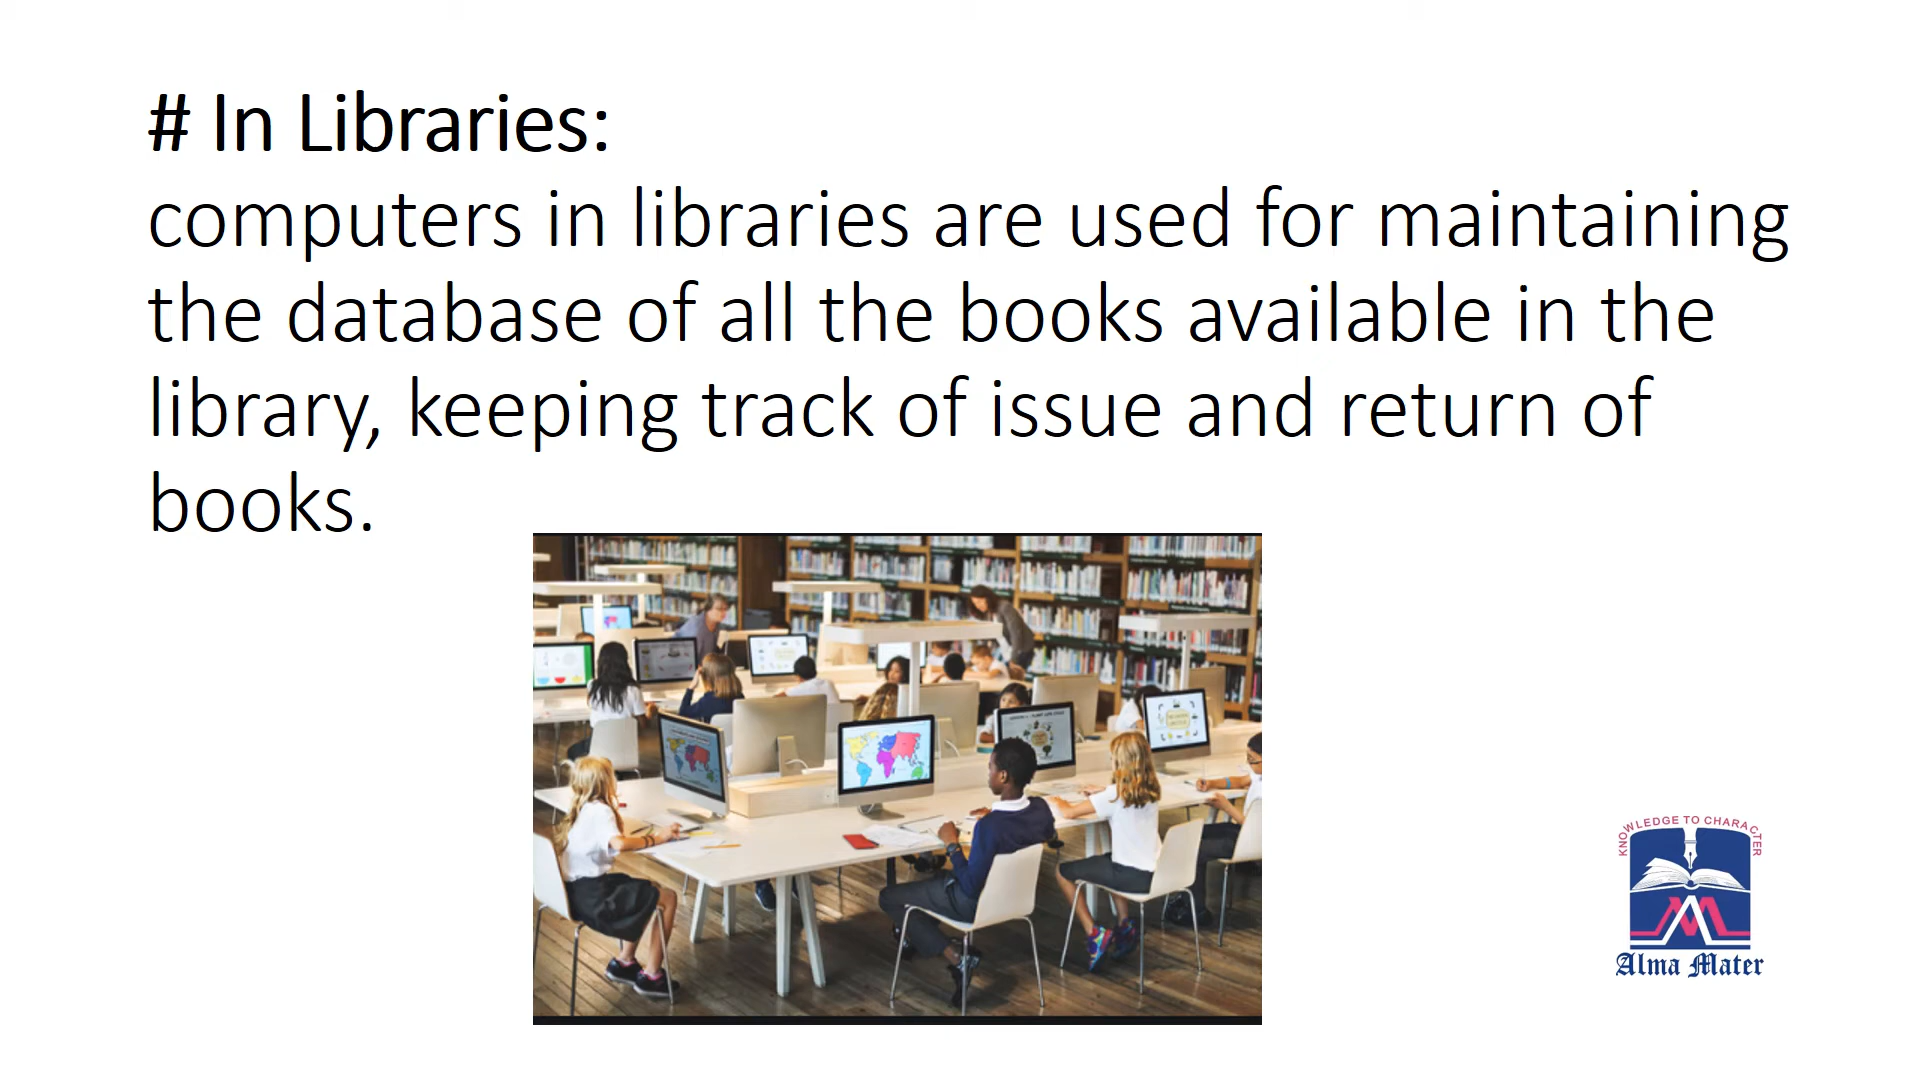 # In Libraries:
computers in libraries are used for maintaining
the database of all the books available in the
library, keeping track of issue and return of
books.
KNOWLEDGE TO CHARACTER
Alma Mater